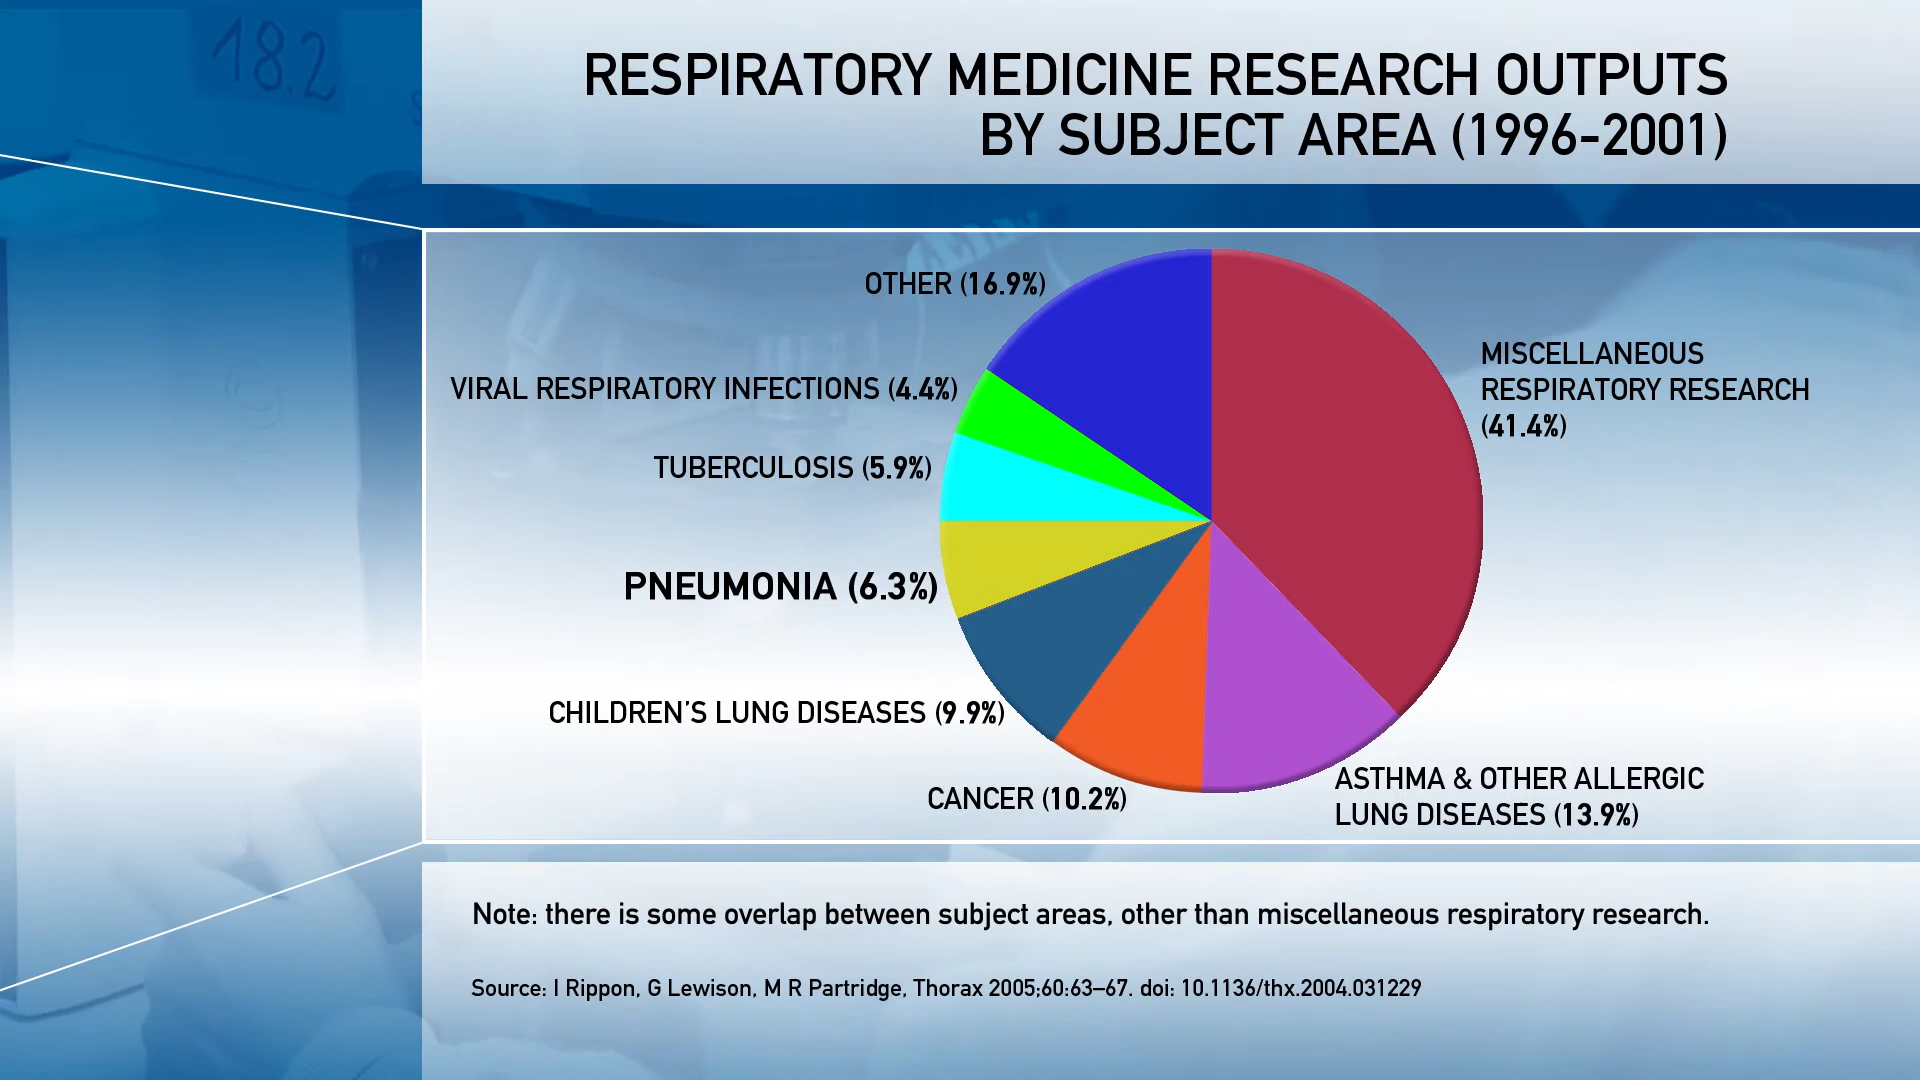 18.2
RESPIRATORY MEDICINE RESEARCH OUTPUTS
BY SUBJECT AREA (1996-2001)
OTHER (16.9%)
VIRAL RESPIRATORY INFECTIONS (4.4%)
TUBERCULOSIS (5.9%)
PNEUMONIA (6.3%)
CHILDREN'S LUNG DISEASES (9.9%)
CANCER (10.2%)
MISCELLANEOUS
RESPIRATORY RESEARCH
(41.4%)
ASTHMA & OTHER ALLERGIC
LUNG DISEASES (13.9%)
Note: there is some overlap between subject areas, other than miscellaneous respiratory research.
Source: I Rippon, G Lewison, M R Partridge, Thorax 2005;60:63–67. doi: 10.1136/thx.2004.031229